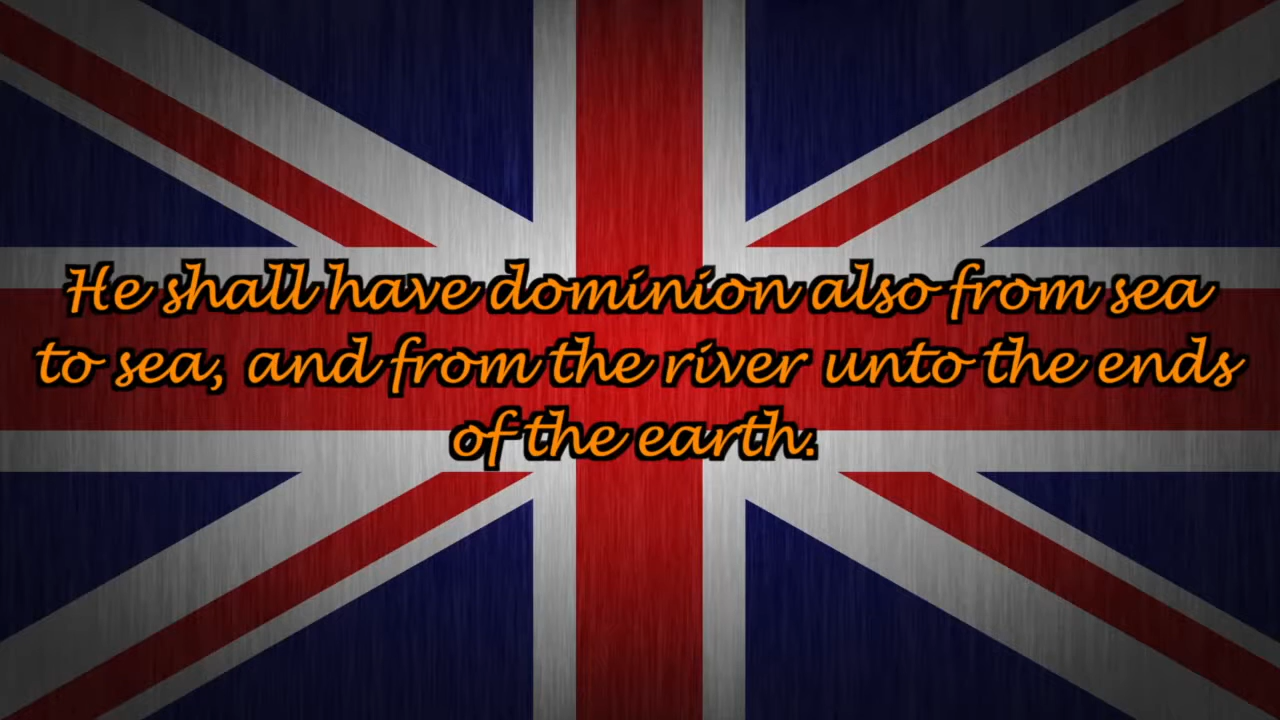 He shall have dominion also from sea
to sea, and from the river unto the ends
of the earth.